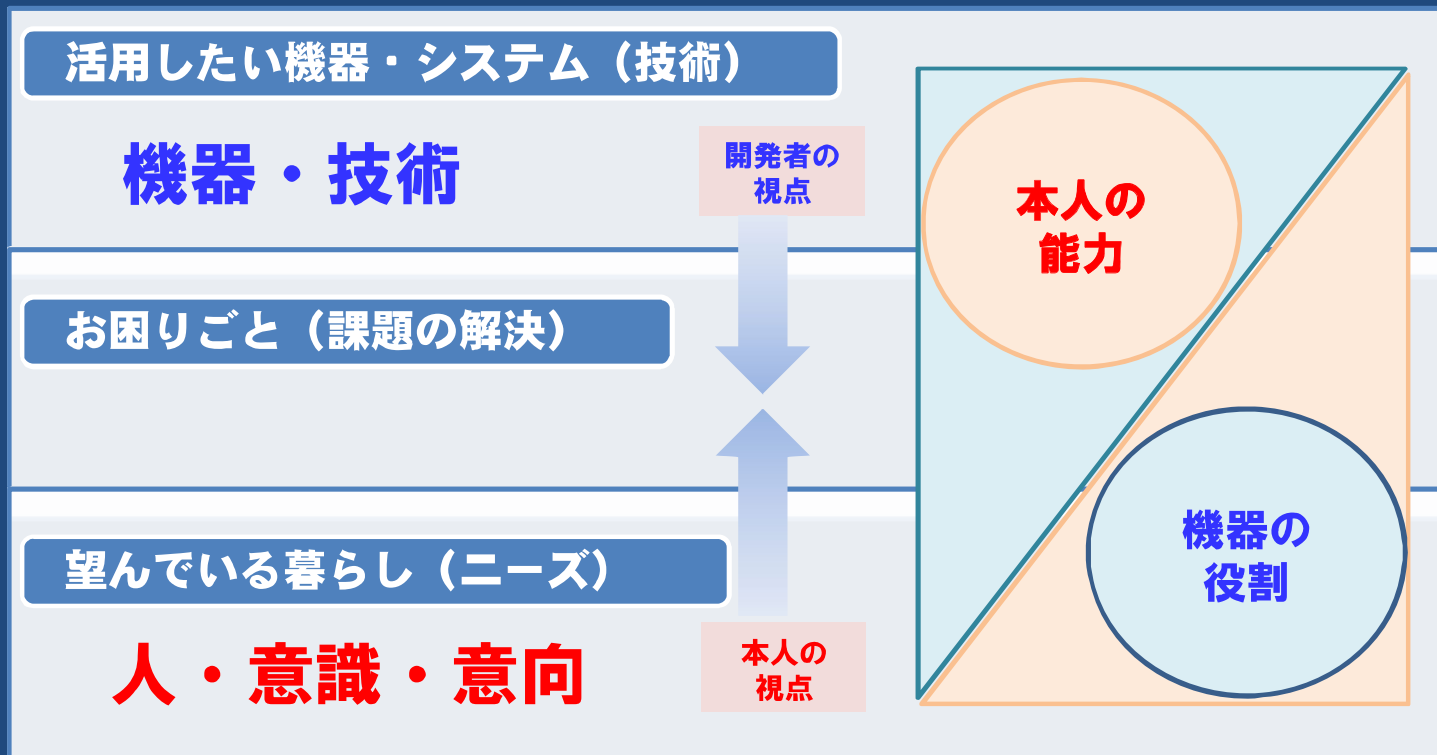 活用したい機器・システム（技術）
機器・技術
開発者の
視点
お困りごと（課題の解決）
望んでいる暮らし（ニーズ）
人・意識・意向
本人の
視点
本人の
能力
機器の
役割